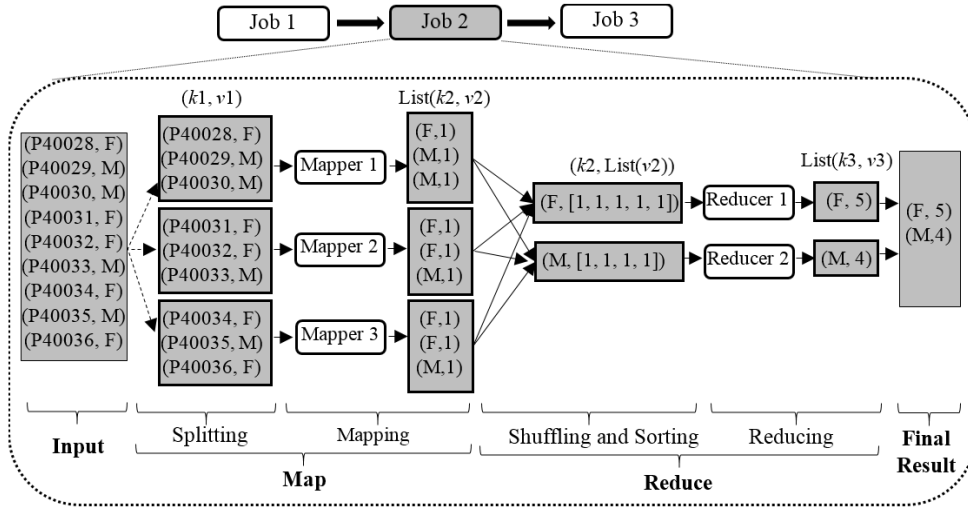 Job 1
Job 2
Job 3
(k1, v1)
List(k2, v2)
(k2, List(v2))
List(k3, v3)
(P40028, F)
(P40029, M)
(P40030, M)
(P40031, F)
(P40032, F)
(P40033, M)
(P40034, F)
(P40035, M)
(P40036, F)
(P40028, F)
(P40029, M)
(P40030, M)
Mapper 1
(F,1)
(M,1)
(M,1)
(P40031, F)
(P40032, F)
(P40033, M)
Mapper 2
(F,1)
(F,1)
(M,1)
(P40034, F)
(P40035, M)
(P40036, F)
Mapper 3
(F,1)
(F,1)
(M,1)
(F, [1, 1, 1, 1, 1])
Reducer 1
(F, 5)
(M, [1, 1, 1, 1])
Reducer 2
(M, 4)
(F, 5)
(M,4)
Input
Splitting
Mapping
Map
Shuffling and Sorting
Reducing
Reduce
Final
Result